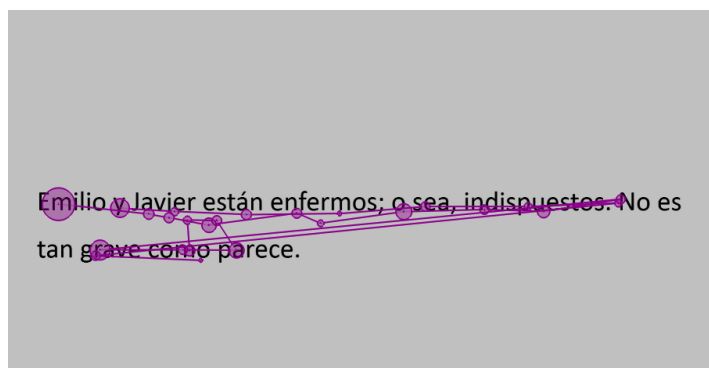 Emilio y Javier están enfermos; o sea, indispuestos. No es
tan grave como parece.